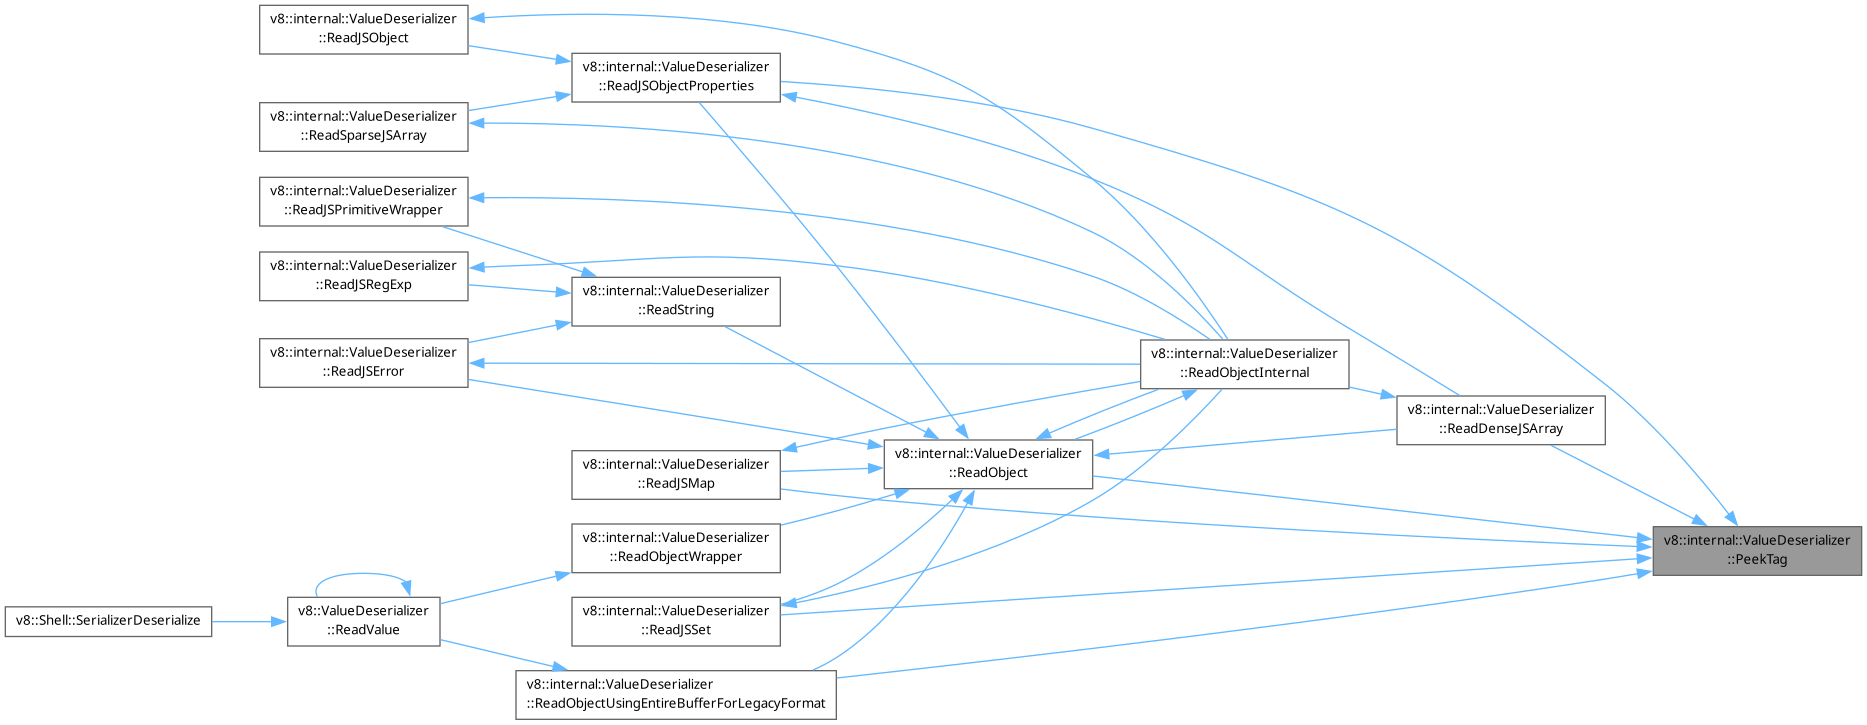 v8::internal::ValueDeserializer
::ReadJSObject
v8::internal::ValueDeserializer
::ReadJSObjectProperties
v8::internal::ValueDeserializer
::ReadSparseJSArray
v8::internal::ValueDeserializer
::ReadJSPrimitiveWrapper
v8::internal::ValueDeserializer
::ReadJSRegExp
v8::internal::ValueDeserializer
::ReadString
v8::internal::ValueDeserializer
::ReadJSError
v8::internal::ValueDeserializer
::ReadObjectInternal
v8::internal::ValueDeserializer
::ReadDenseJSArray
v8::internal::ValueDeserializer
::ReadObject
v8::internal::ValueDeserializer
::ReadJSMap
v8::internal::ValueDeserializer
::ReadObjectWrapper
v8::internal::ValueDeserializer
::PeekTag
v8::internal::ValueDeserializer
::ReadJSSet
v8::Shell::SerializerDeserialize
v8::ValueDeserializer
::ReadValue
v8::internal::ValueDeserializer
::ReadObjectUsingEntireBufferForLegacyFormat